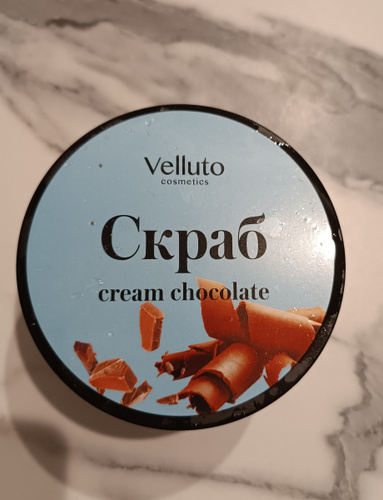 Velluto
cosmetics
Скраб
cream chocolate